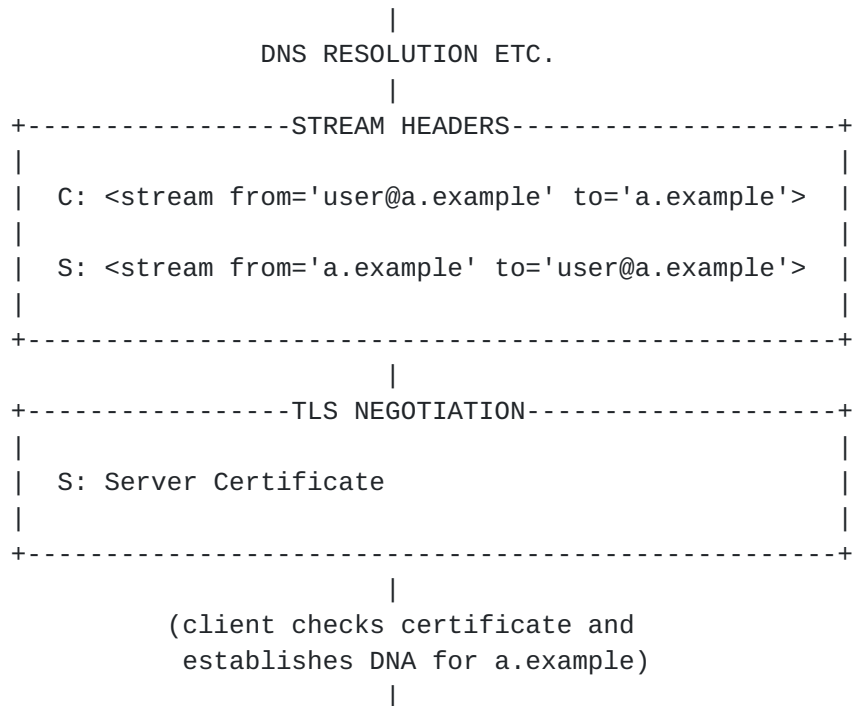 |
DNS RESOLUTION ETC.
|
+-----------------STREAM HEADERS---------------------+
|                                                    |
|  C: <stream from='user@a.example' to='a.example'>  |
|                                                    |
|  S: <stream from='a.example' to='user@a.example'>  |
|                                                    |
+----------------------------------------------------+
|
+-----------------TLS NEGOTIATION--------------------+
|                                                    |
|  S: Server Certificate                             |
|                                                    |
+----------------------------------------------------+
|
(client checks certificate and
establishes DNA for a.example)
|